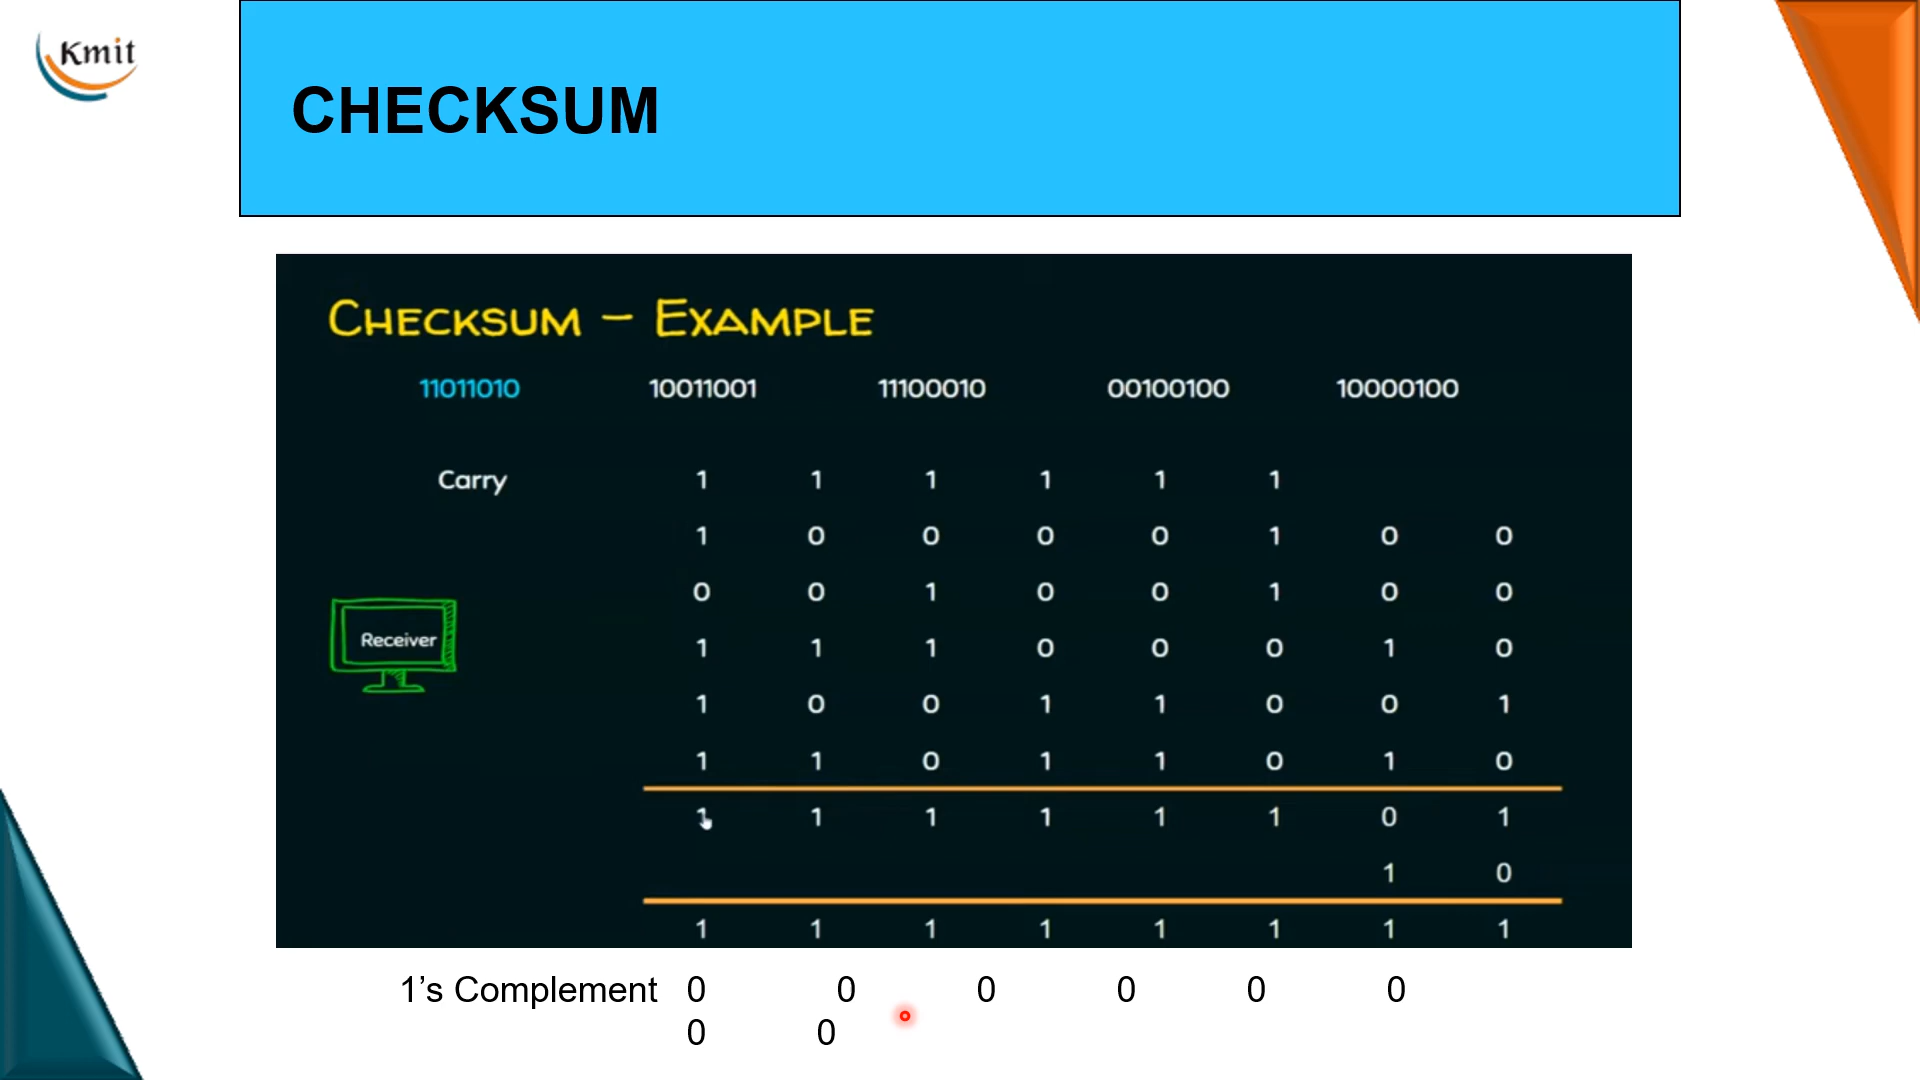 Kmit
CHECKSUM
CHECKSUM – EXAMPLE
11011010 10011001 11100010 00100100 10000100
Carry 1 1 1 1 1 1
1 0 0 0 0 1 0 0
0 0 1 0 0 1 0 0
Receiver
1 1 1 0 0 0 1 0
1 0 0 1 1 0 0 1
1 1 0 1 1 0 1 0
1 1 1 1 1 1 0 1
1 0
1 1 1 1 1 1 1 1
1’s Complement 0 0 0 0 0 0
0 0